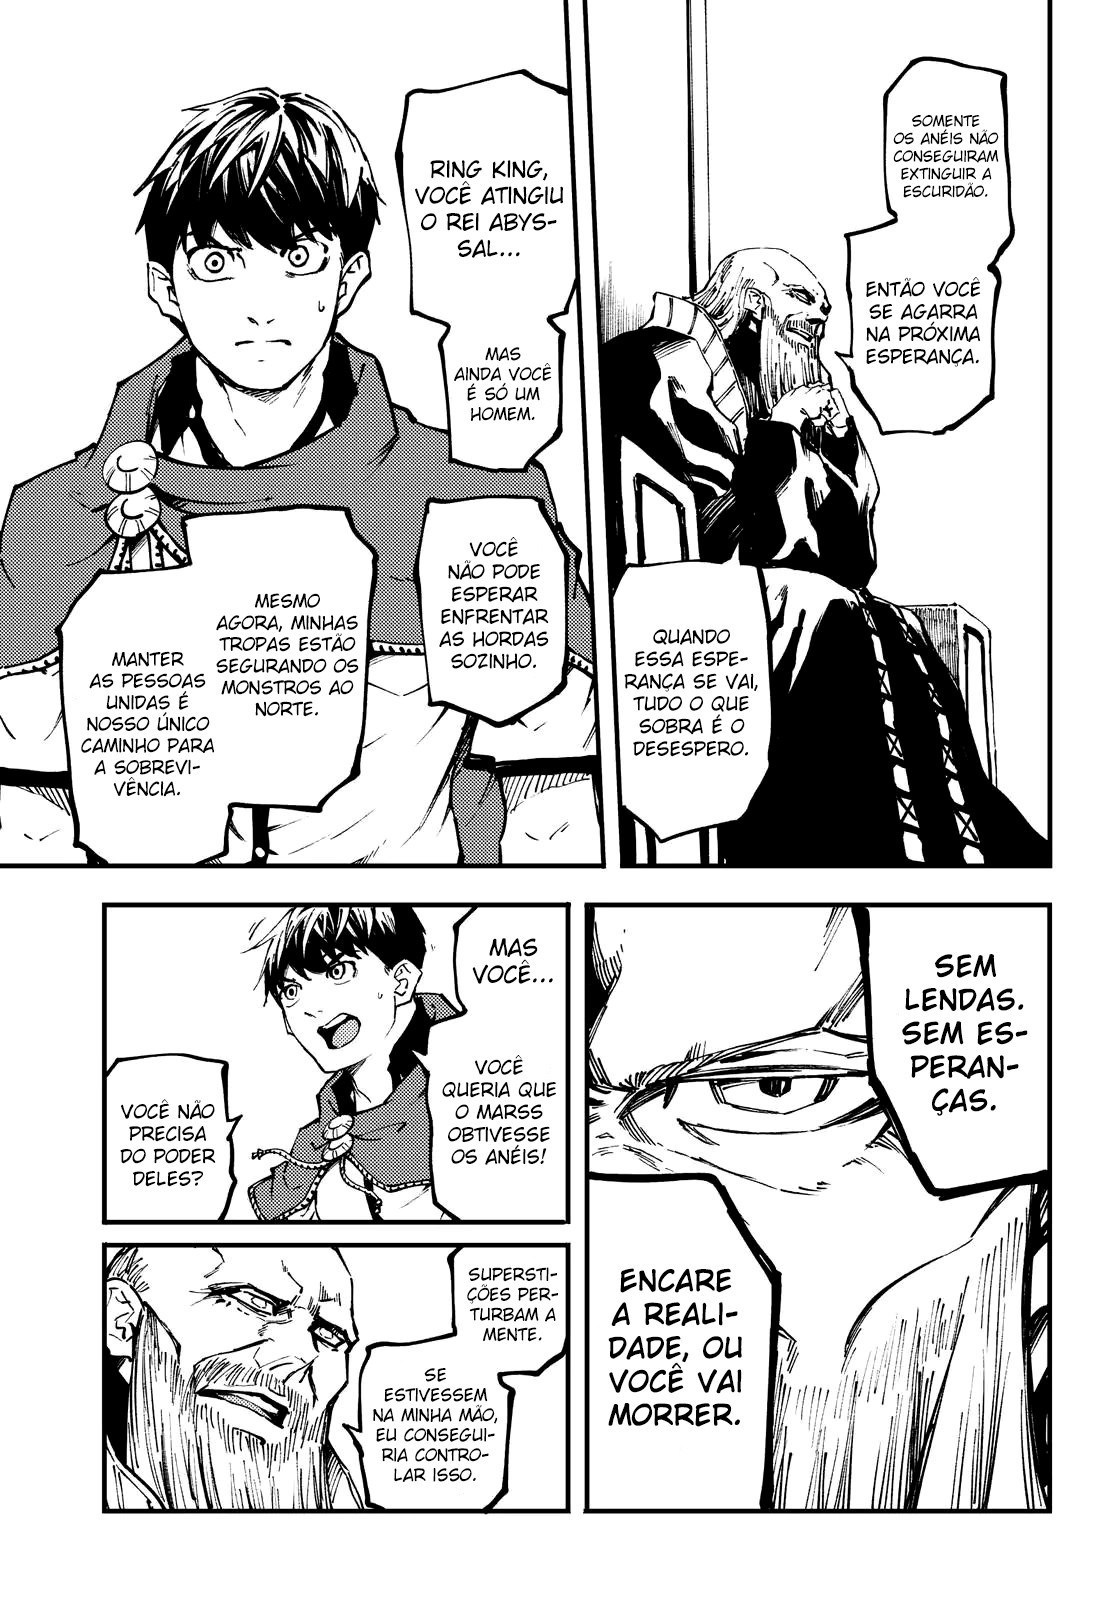 SOMENTE
OS ANÉIS NÃO
CONSEGUIRAM
EXTINGUIR A
ESCURIDÃO.
ENTÃO VOCÊ
SE AGARRA
NA PRÓXIMA
ESPERANÇA.
QUANDO
ESSA ESPE-
RANÇA SE VAI,
TUDO O QUE
SOBRA É O
DESESPERO.
RING KING,
VOCÊ ATINGIU
O REI ABYS-
SAL...
MAS
AINDA VOCÊ
É SÓ UM
HOMEM.
VOCÊ
NÃO PODE
ESPERAR
ENFRENTAR
AS HORDAS
SOZINHO.
MESMO
AGORA, MINHAS
TROPAS ESTÃO
SEGURANDO OS
MONSTROS AO
NORTE.
MANTER
AS PESSOAS
UNIDAS É
NOSSO ÚNICO
CAMINHO PARA
A SOBREVI-
VÊNCIA.
SEM
LENDAS.
SEM ES-
PERAN-
ÇAS.
ENCARE
A REALI-
DADE, OU
VOCÊ VAI
MORRER.
MAS
VOCÊ...
VOCÊ
QUERIA QUE
O MARSS
OBTIVESSE
OS ANÉIS!
VOCÊ NÃO
PRECISA
DO PODER
DELES?
SUPERSTI-
ÇÕES PER-
TURBAM A
MENTE.
SE
ESTIVESSEM
NA MINHA MÃO,
EU CONSEGUI-
RIA CONTRO-
LAR ISSO.